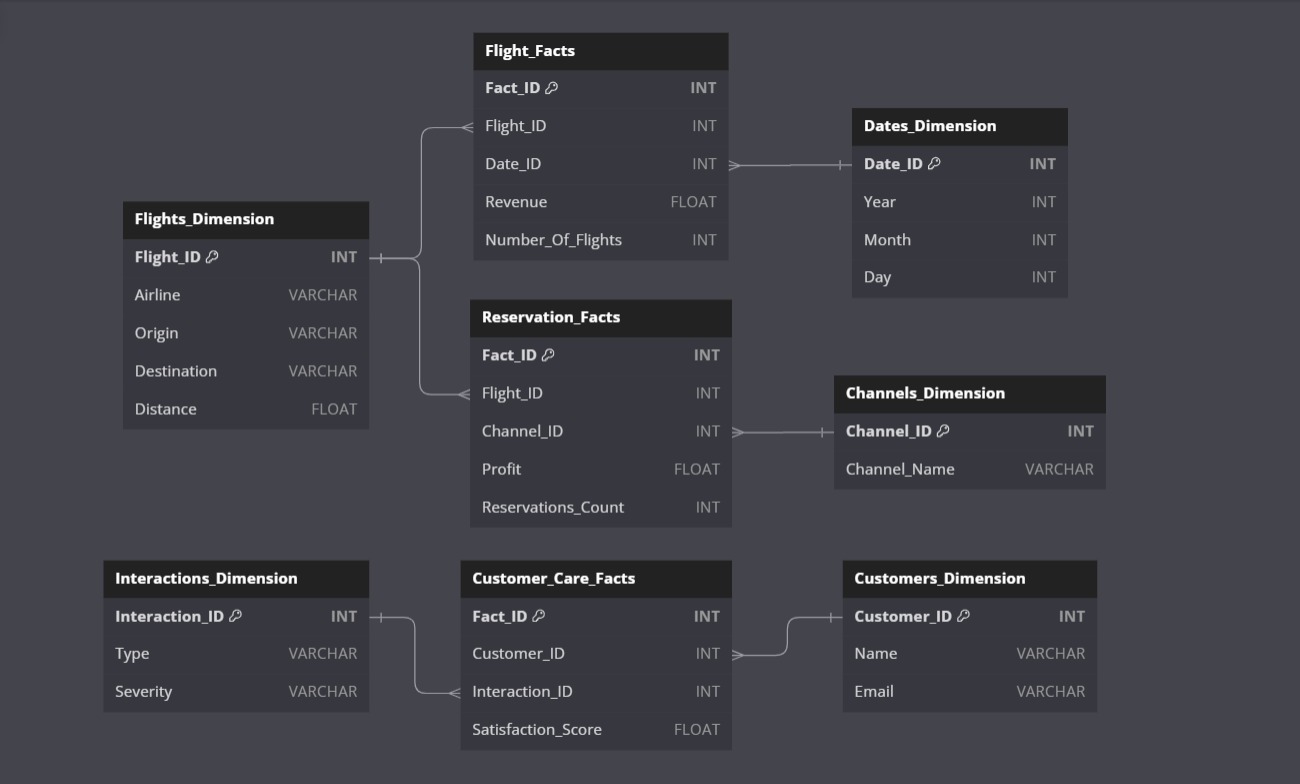 Flight_Facts
Fact_ID INT
Flight_ID INT
Date_ID INT
Revenue FLOAT
Number_Of_Flights INT
Dates_Dimension
Date_ID INT
Year INT
Month INT
Day INT
Flights_Dimension
Flight_ID INT
Airline VARCHAR
Origin VARCHAR
Destination VARCHAR
Distance FLOAT
Reservation_Facts
Fact_ID INT
Flight_ID INT
Channel_ID INT
Profit FLOAT
Reservations_Count INT
Channels_Dimension
Channel_ID INT
Channel_Name VARCHAR
Interactions_Dimension
Interaction_ID INT
Type VARCHAR
Severity VARCHAR
Customer_Care_Facts
Fact_ID INT
Customer_ID INT
Interaction_ID INT
Satisfaction_Score FLOAT
Customers_Dimension
Customer_ID INT
Name VARCHAR
Email VARCHAR